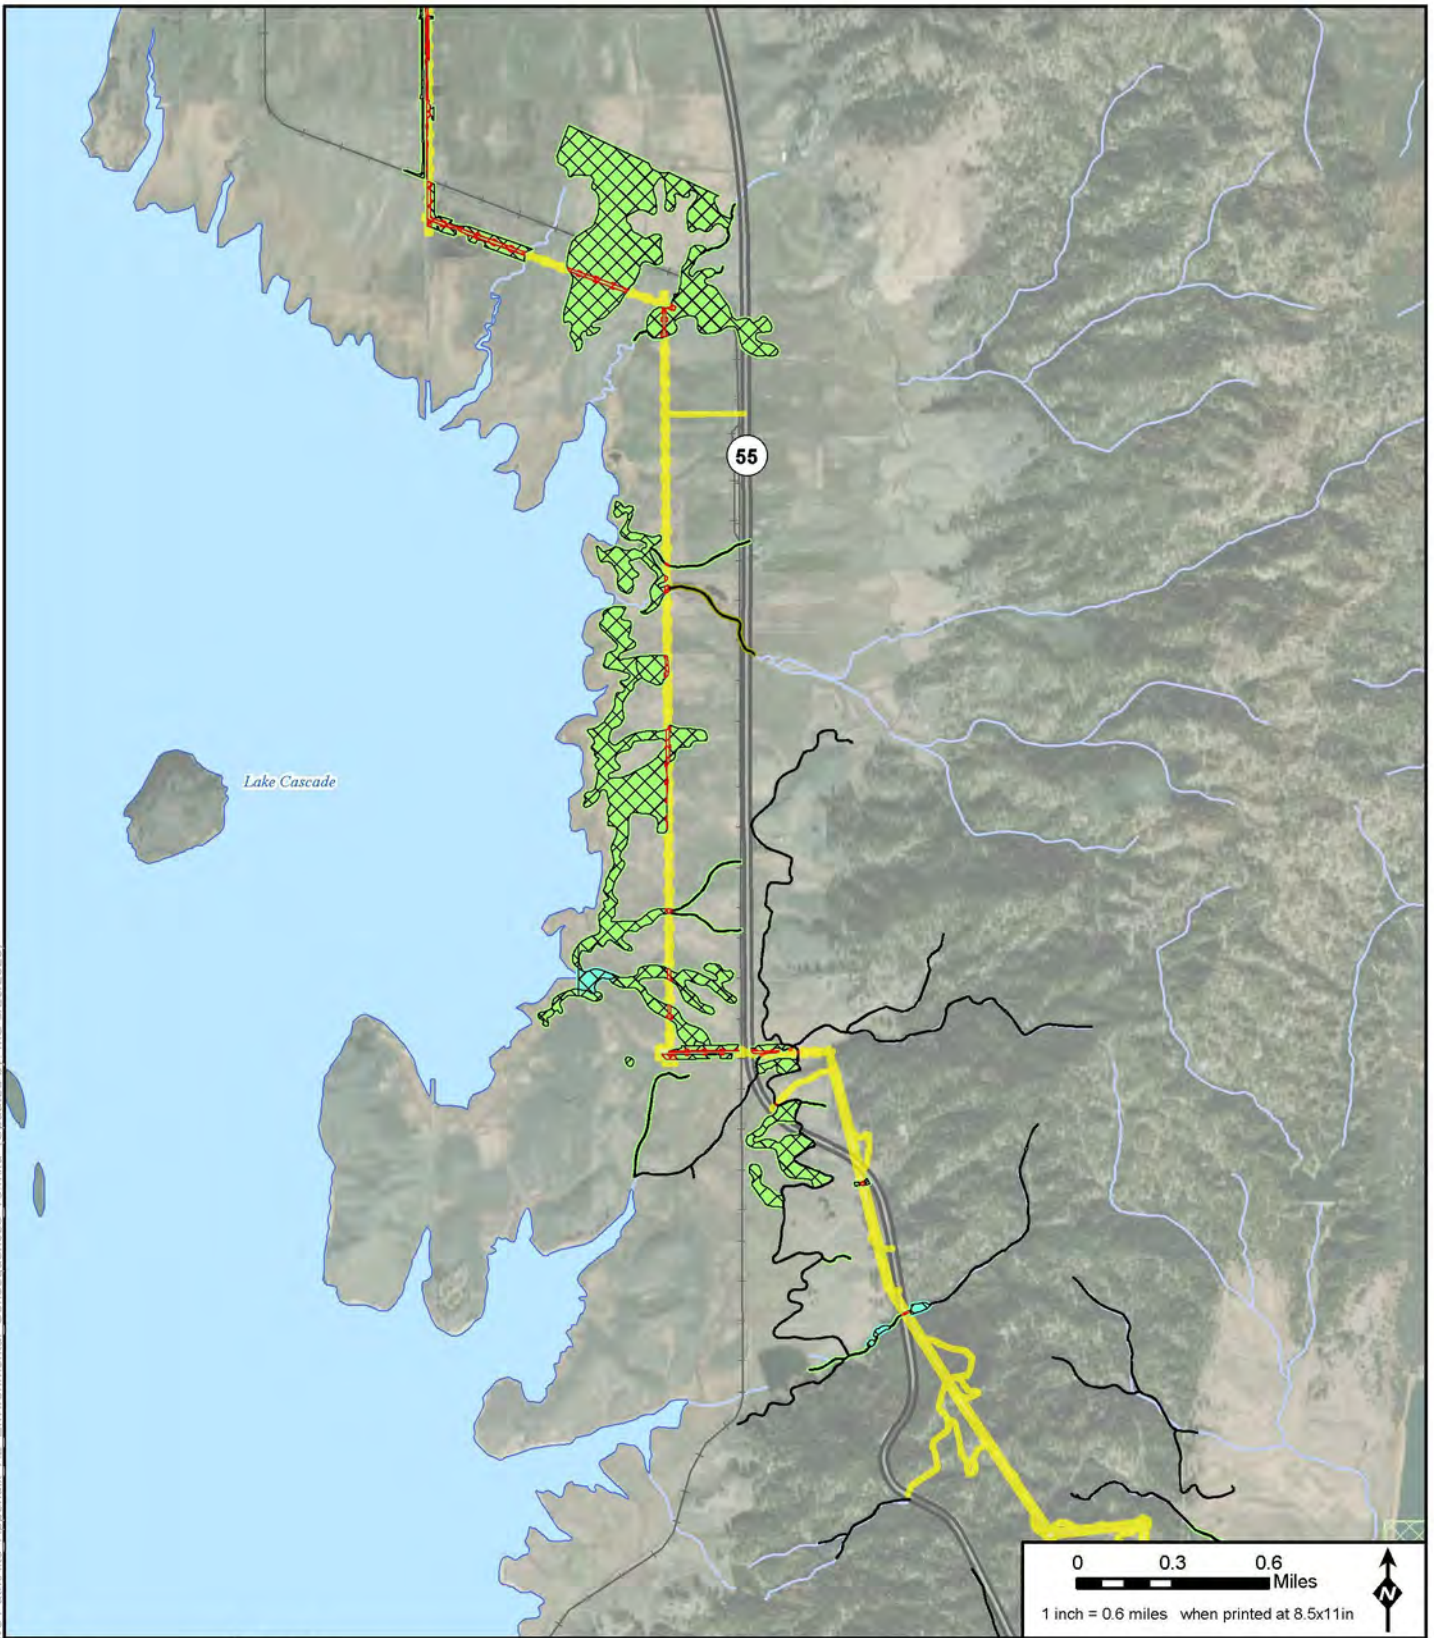 55
Lake Cascade
0 0.3 0.6
Miles
1 inch = 0.6 miles when printed at 8.5x11in
N